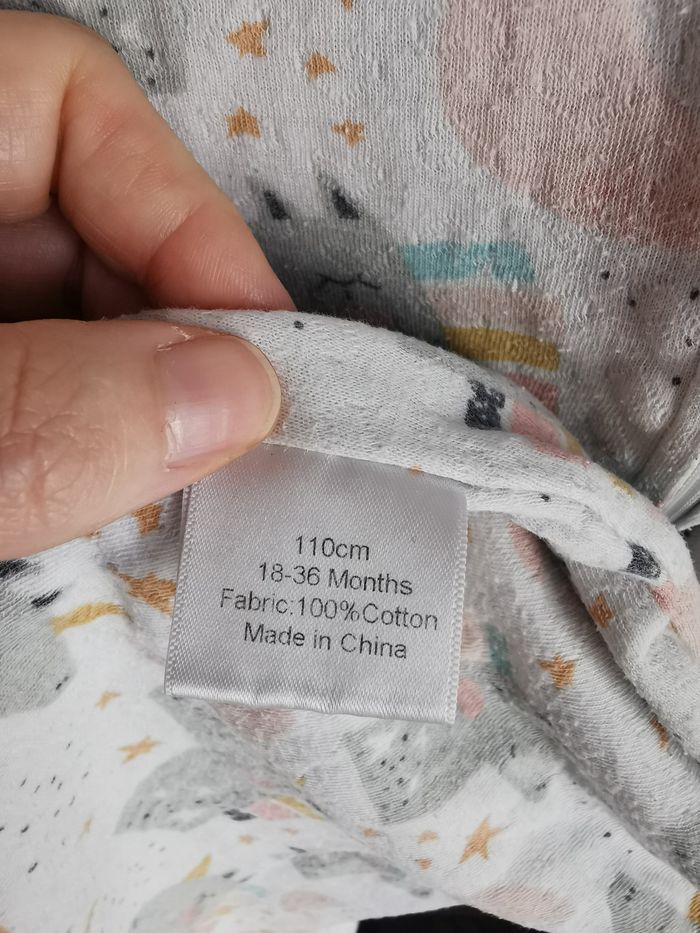 110cm
18-36 Months
Fabric:100%Cotton
Made in China